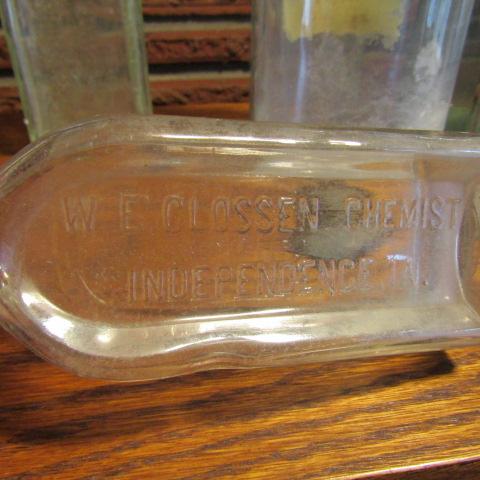 W E CLOSSEN CHEMIST
INDEPENDENCE, IA.